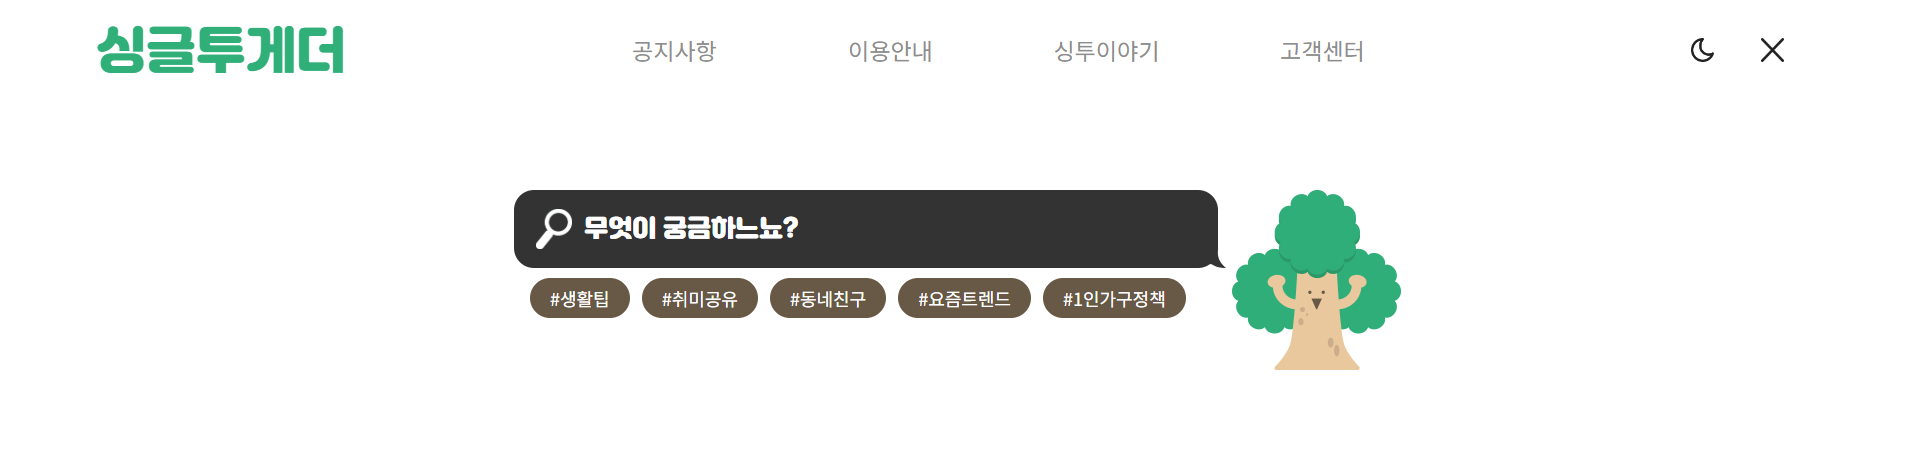 싱글투게더
공지사항 이용안내 싱투이야기 고객센터
무엇이 궁금하느뇨?
#생활팁 #취미공유 #동네친구 #요즘트렌드 #1인가구정책